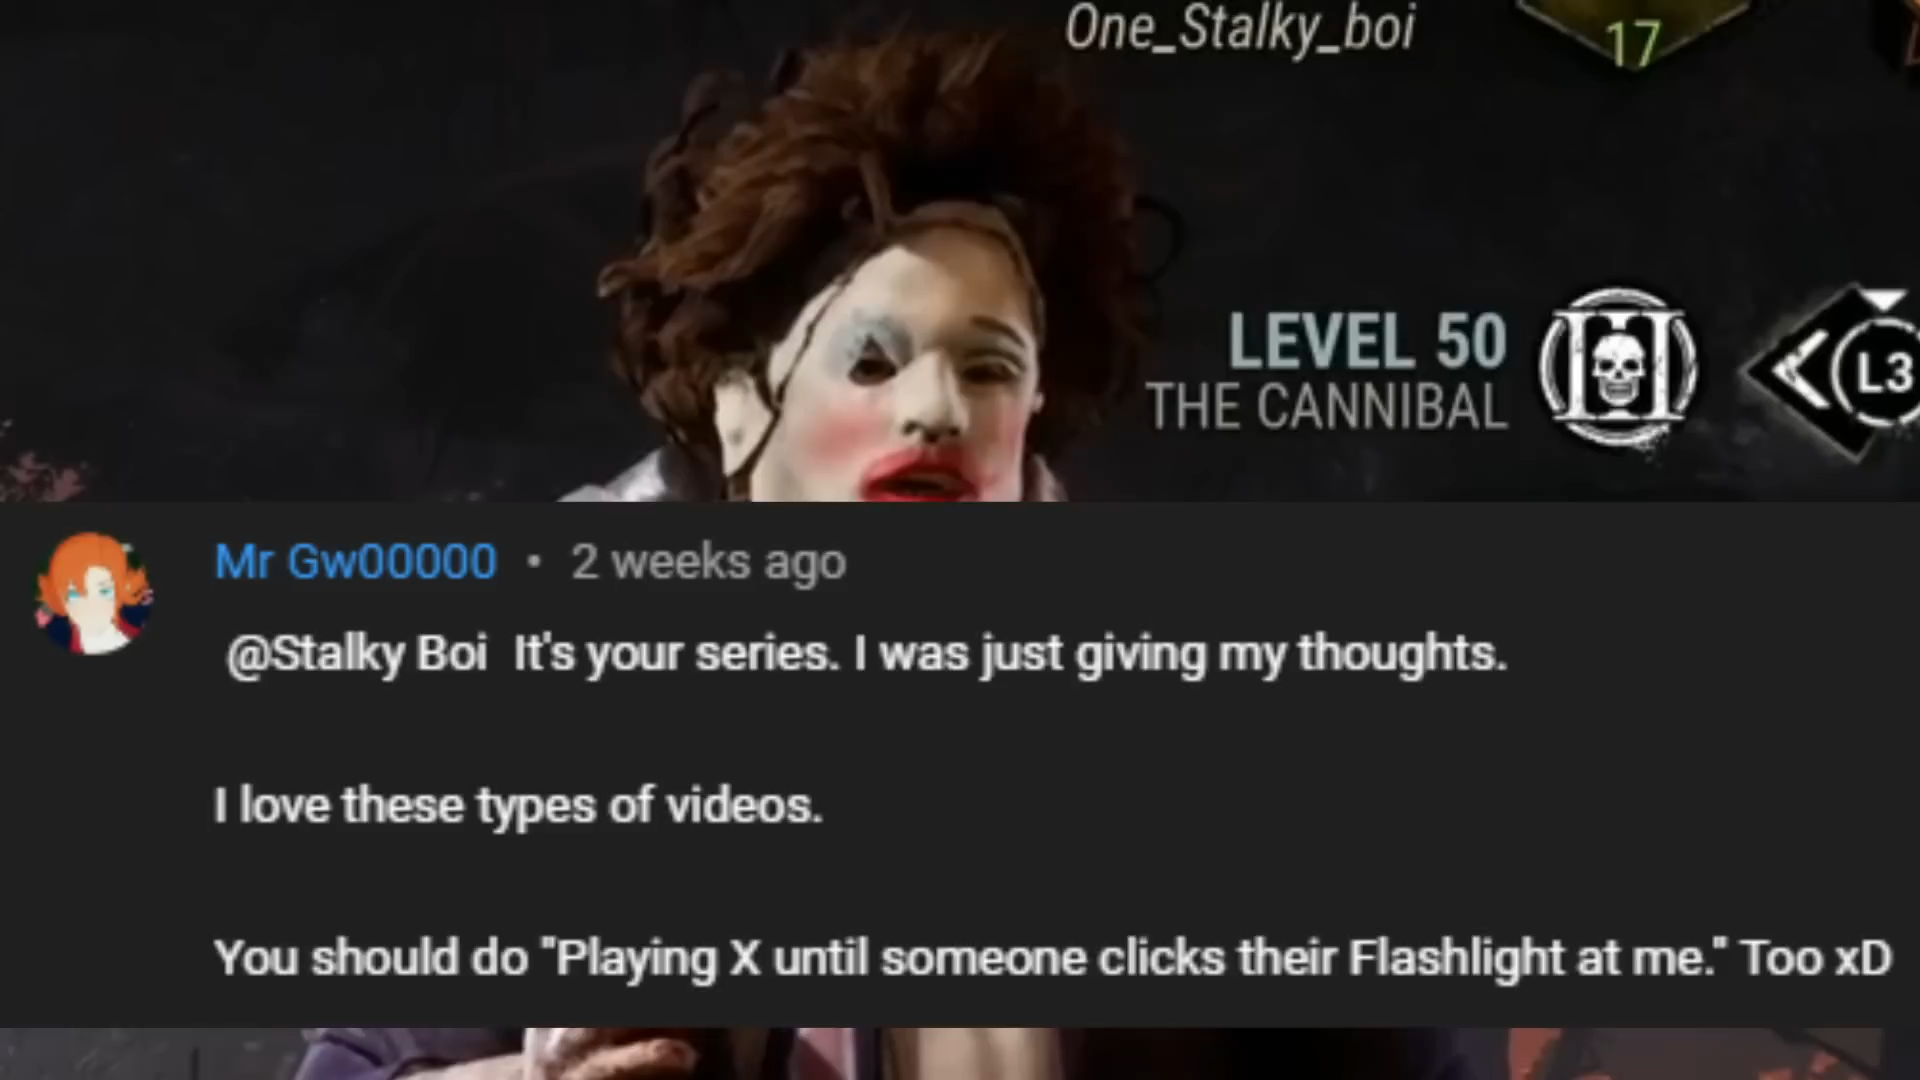 One_Stalky_boi
17
LEVEL 50
THE CANNIBAL
L3
Mr Gw00000 • 2 weeks ago
@Stalky Boi It's your series. I was just giving my thoughts.
I love these types of videos.
You should do "Playing X until someone clicks their Flashlight at me." Too xD